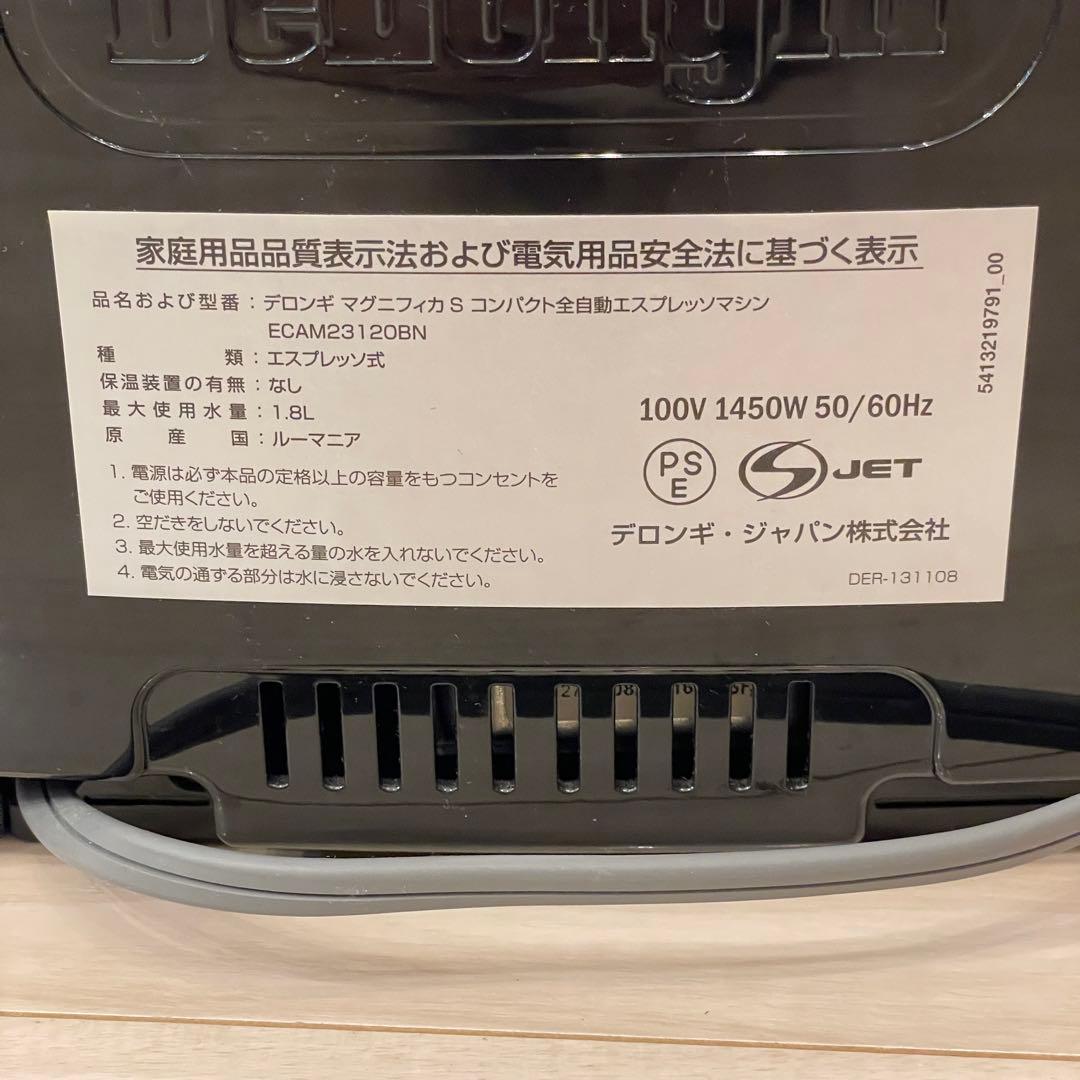 DeLonghi
家庭用品品質表示法および電気用品安全法に基づく表示
品名および型番：デロンギ マグニフィカ S コンパクト全自動エスプレッソマシン
ECAM23120BN
種類：エスプレッソ式
保温装置の有無：なし
最大使用水量：1.8L
原産国：ルーマニア
1. 電源は必ず本品の定格以上の容量をもつコンセントを
ご使用ください。
2. 空だきをしないでください。
3. 最大使用水量を超える量の水を入れないでください。
4. 電気の通ずる部分は水に浸さないでください。
100V 1450W 50/60Hz
PS
E
JET
デロンギ・ジャパン株式会社
DER-131108
5413219791_00